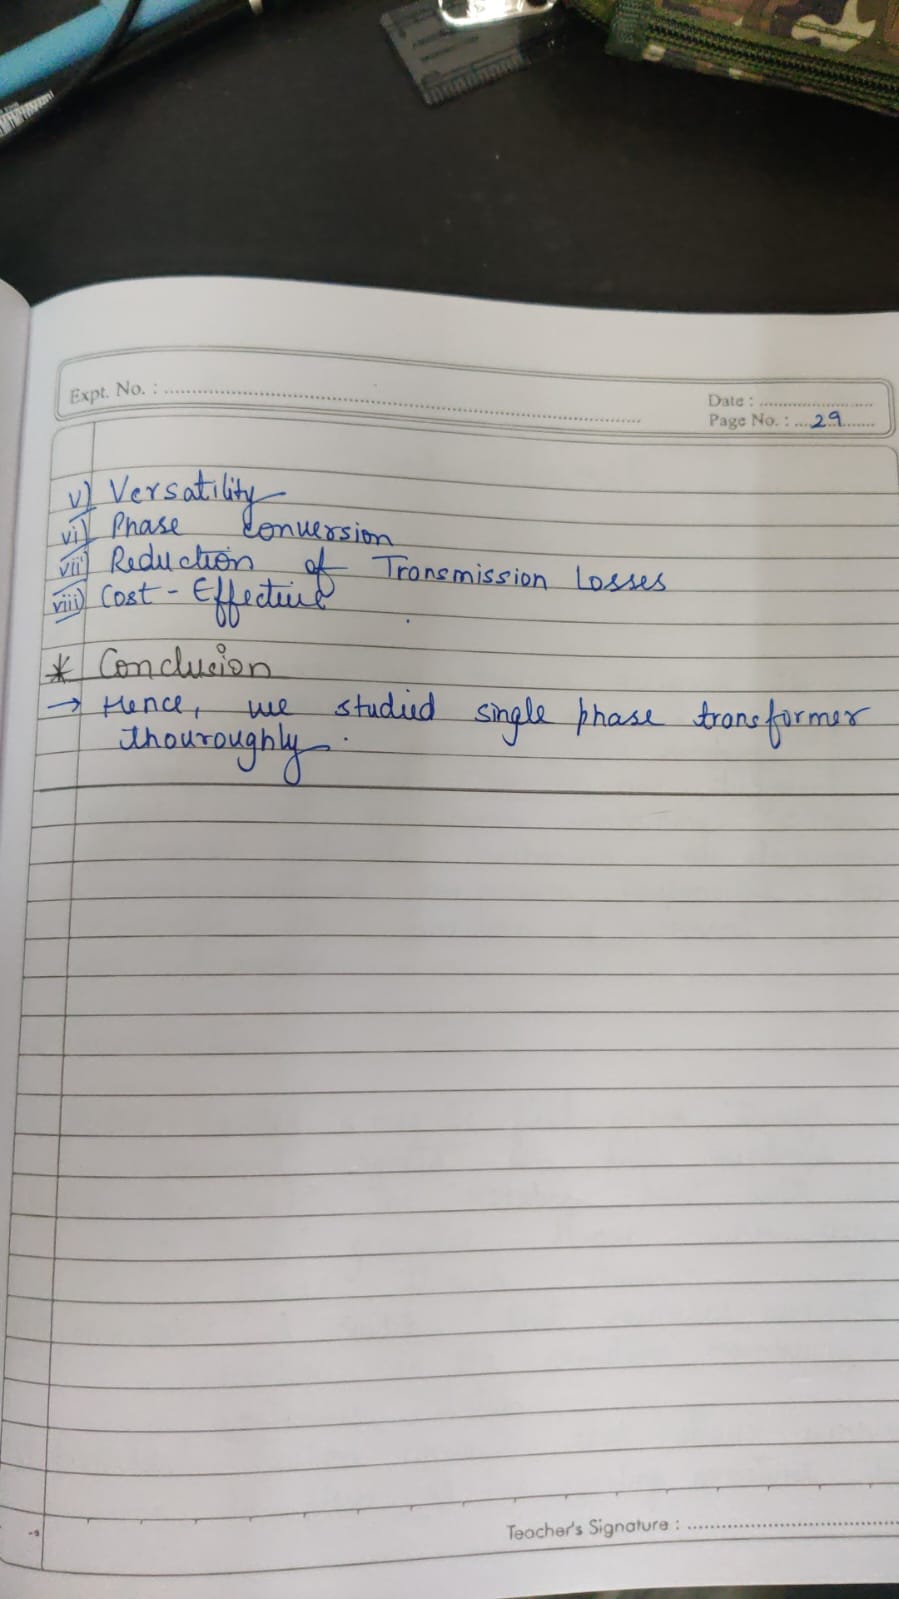 Expt. No. :
Date :
Page No. : 29
v) Versatility
vi) Phase Conversion
vii) Reduction of Transmission Losses
viii) Cost - Effective
* Conclusion
→ Hence, we studied single phase transformer
thouroughly.
Teacher's Signature :